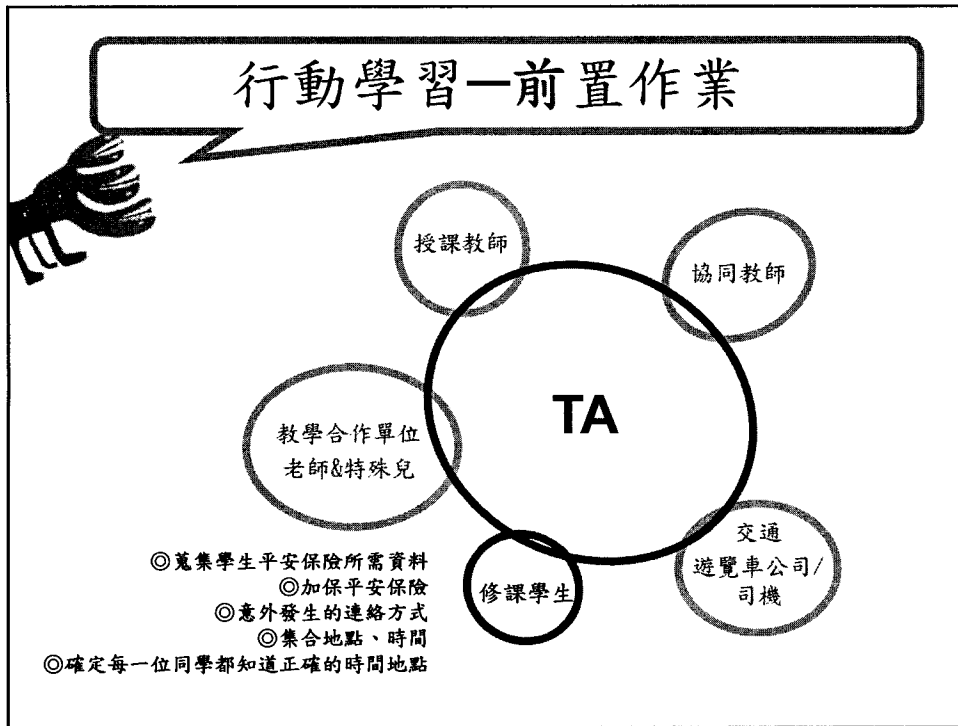 行動學習—前置作業
授課教師
協同教師
TA
教學合作單位
老師&特殊兒
交通
遊覽車公司/
司機
修課學生
◎蒐集學生平安保險所需資料
◎加保平安保險
◎意外發生的連絡方式
◎集合地點、時間
◎確定每一位同學都知道正確的時間地點